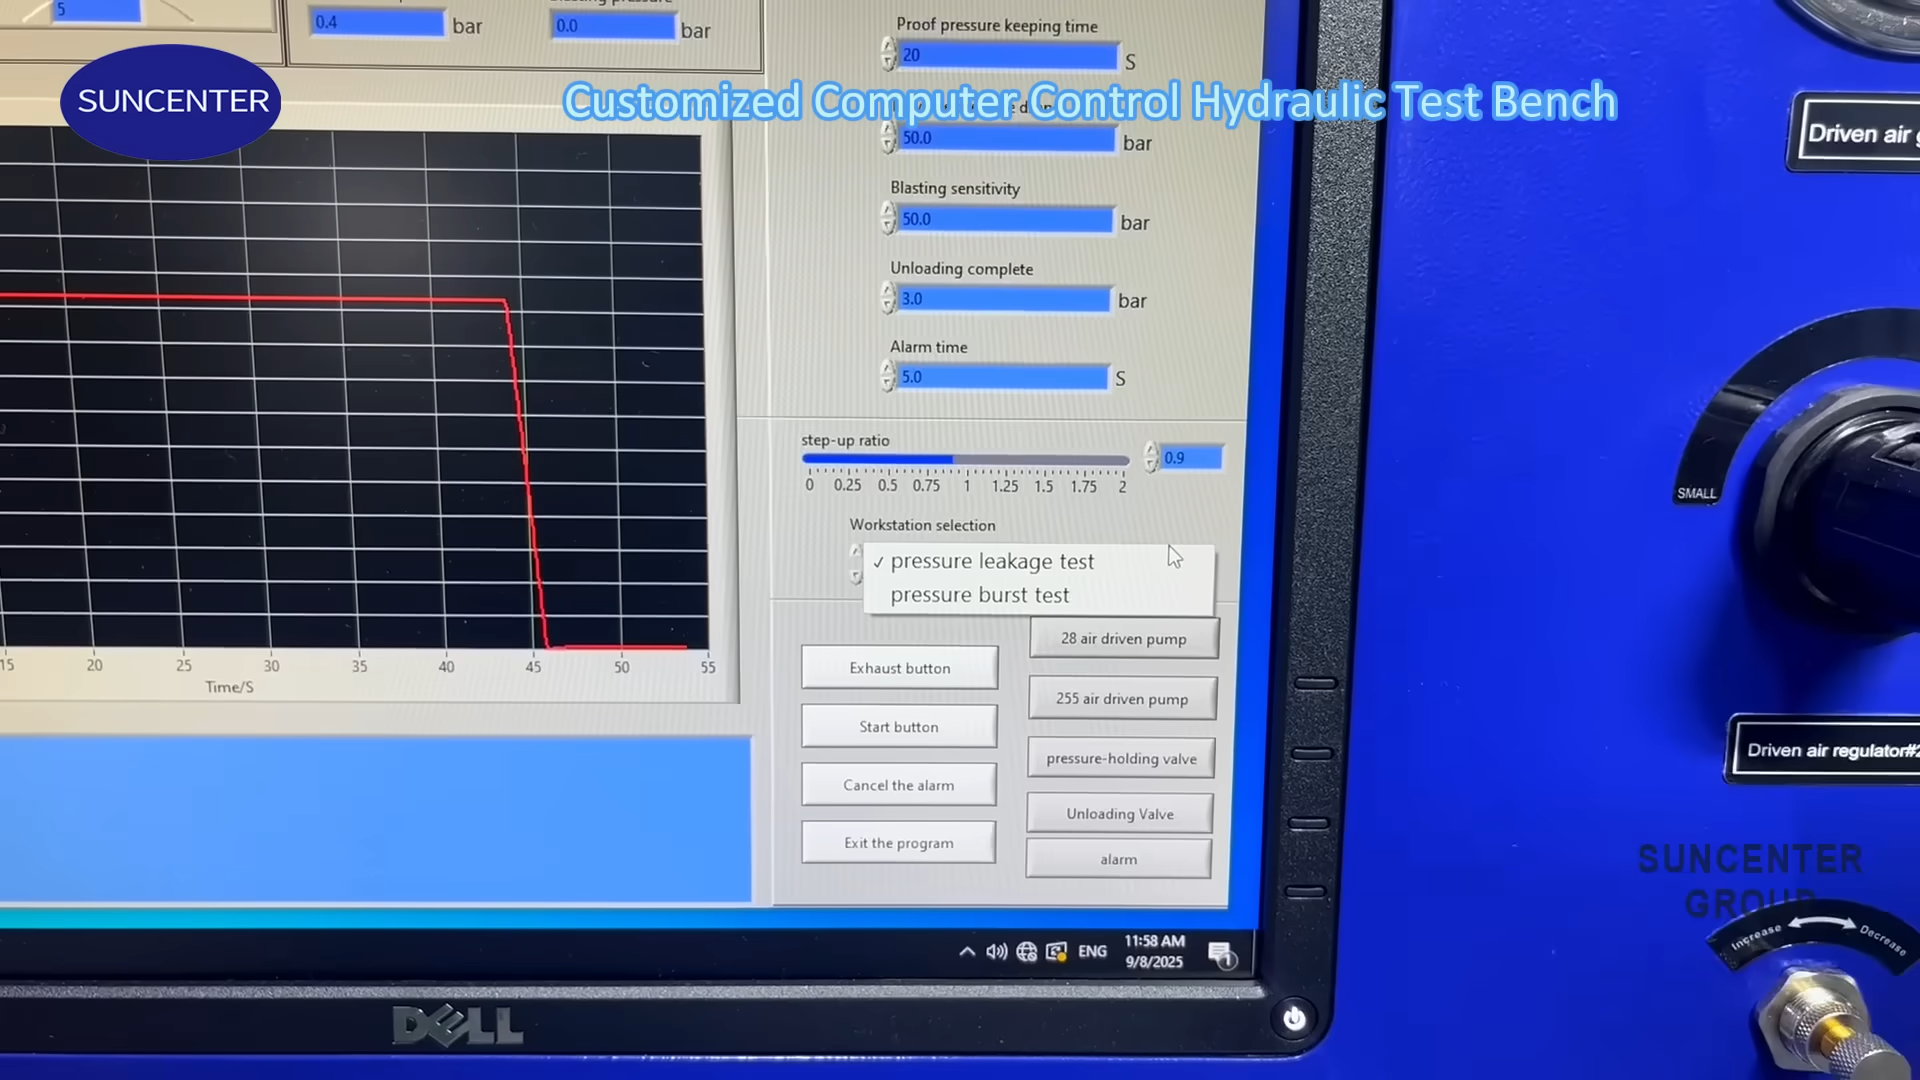 5
0.4 bar
0.0 bar
Proof pressure keeping time
20 S
SUNCENTER
Customized Computer Control Hydraulic Test Bench
50.0 bar
Blasting sensitivity
50.0 bar
Unloading complete
3.0 bar
Alarm time
5.0 S
step-up ratio
0.9
0 0.25 0.5 0.75 1 1.25 1.5 1.75 2
Workstation selection
✓ pressure leakage test
pressure burst test
15 20 25 30 35 40 45 50 55
Time/S
Exhaust button
Start button
Cancel the alarm
Exit the program
28 air driven pump
255 air driven pump
pressure-holding valve
Unloading Valve
alarm
ENG
11:58 AM
9/8/2025
1
DELL
Driven air
SMALL
Driven air regulator#2
SUNCENTER
GROUP
Increase Decrease